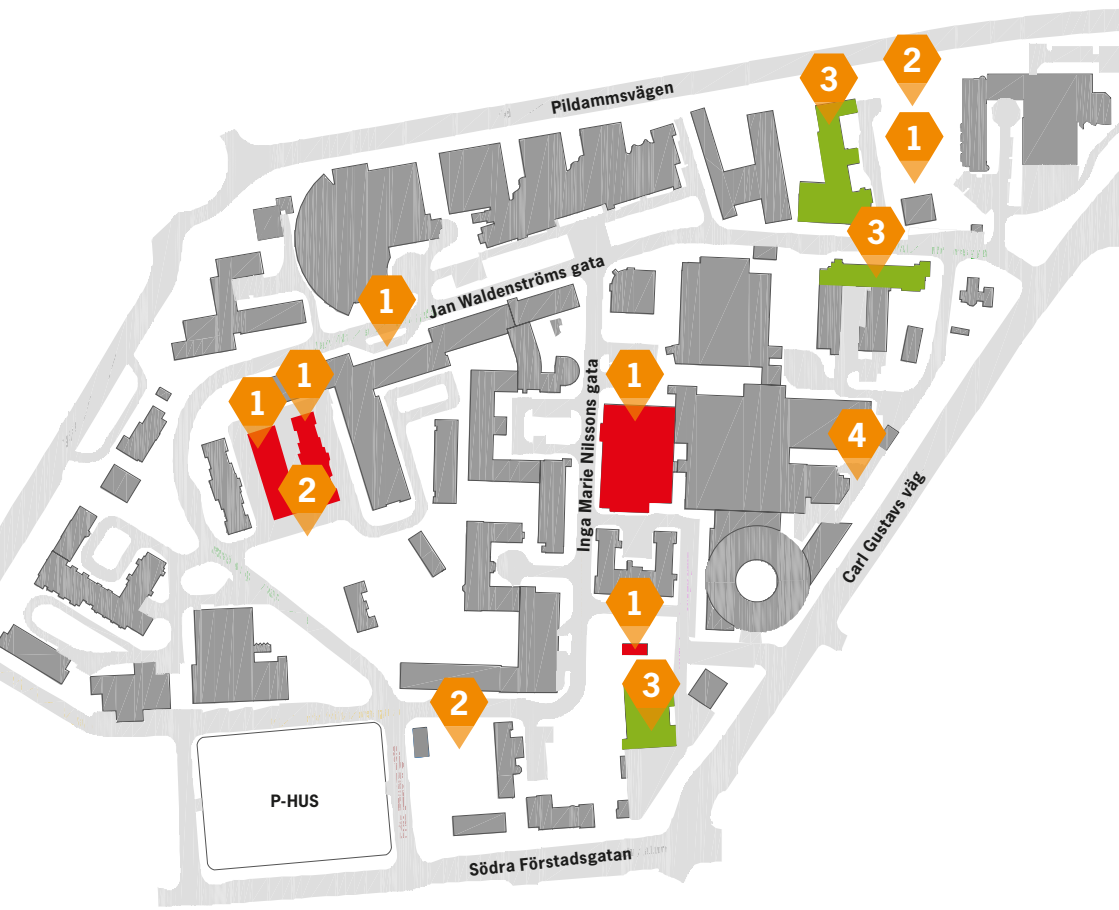 2
3
Pildammsvägen
1
3
Jan Waldenströms gata
1
1
1
1
Inga Marie Nilssons gata
4
2
Carl Gustavs väg
1
3
2
P-HUS
Södra Förstadsgatan